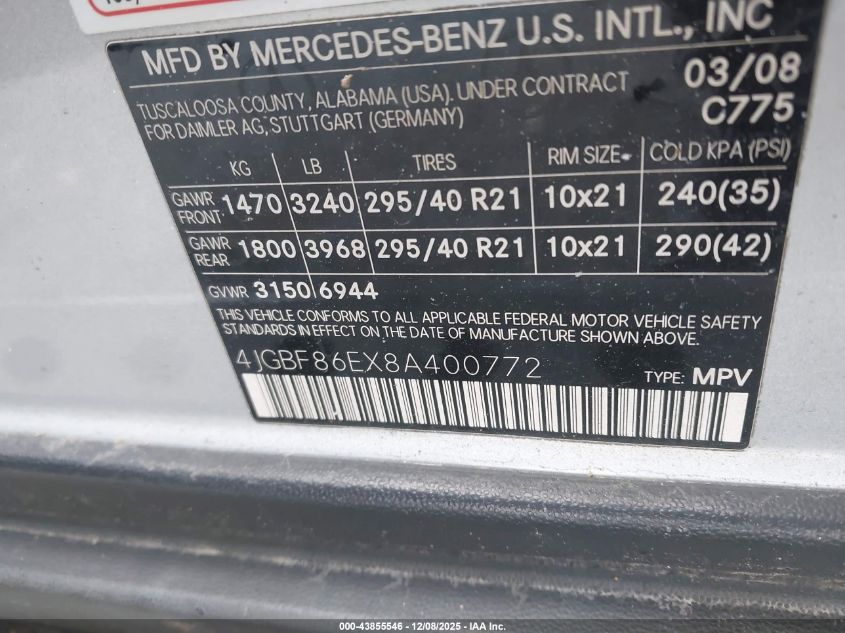 MFD BY MERCEDES-BENZ U.S. INTL., INC
TUSCALOOSA COUNTY, ALABAMA (USA). UNDER CONTRACT 03/08
FOR DAIMLER AG, STUTTGART (GERMANY) C775
KG LB TIRES RIM SIZE COLD KPA (PSI)
GAWR FRONT 1470 3240 295/40 R21 10x21 240(35)
GAWR REAR 1800 3968 295/40 R21 10x21 290(42)
GVWR 3150 6944
THIS VEHICLE CONFORMS TO ALL APPLICABLE FEDERAL MOTOR VEHICLE SAFETY
STANDARDS IN EFFECT ON THE DATE OF MANUFACTURE SHOWN ABOVE.
4JGBF86EX8A400772 TYPE: MPV
000-43855546 - 12/08/2025 - IAA Inc.